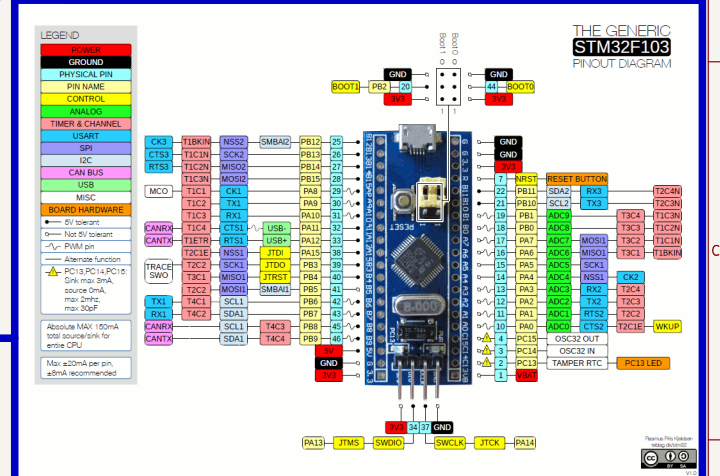 THE GENERIC
STM32F103
PINOUT DIAGRAM
LEGEND
POWER
GROUND
PHYSICAL PIN
PIN NAME
CONTROL
ANALOG
TIMER & CHANNEL
USART
SPI
I2C
CAN BUS
USB
MISC
BOARD HARDWARE
5V tolerant
Not 5V tolerant
PWM pin
Alternate function
PC13,PC14,PC15:
Sink max 3mA,
source 0mA,
max 2mhz,
max 30pF
Absolute MAX 150mA
total source/sink for
entire CPU
Max ±20mA per pin,
±8mA recommended
Boot1 Boot0
GND GND
BOOT1 PB2 20 44 BOOT0
3V3 3V3
1 1
CK3 T1BKIN NSS2 SMBAI2 PB12 25
CTS3 T1C1N SCK2 PB13 26
RTS3 T1C2N MISO2 PB14 27
T1C3N MOSI2 PB15 28
MCO T1C1 CK1 PA8 29
T1C2 TX1 PA9 30
T1C3 RX1 PA10 31
CANRX T1C4 CTS1 USB- PA11 32
CANTX T1ETR RTS1 USB+ PA12 33
T2C1E NSS1 JTDI PA15 38
TRACE
SWO
T2C2 SCK1 JTDO PB3 39
T3C1 MISO1 JTRST PB4 40
T3C2 MOSI1 SMBAI1 PB5 41
TX1 T4C1 SCL1 PB6 42
RX1 T4C2 SDA1 PB7 43
CANRX SCL1 T4C3 PB8 45
CANTX SDA1 T4C4 PB9 46
5V
GND
3V3
GND
GND
3V3
7 NRST RESET BUTTON
22 PB11 SDA2 RX3 T2C4N
21 PB10 SCL2 TX3 T2C3N
19 PB1 ADC9 T3C4 T1C3N
18 PB0 ADC8 T3C3 T1C2N
17 PA7 ADC7 MOSI1 T3C2 T1C1N
16 PA6 ADC6 MISO1 T3C1 T1BKIN
15 PA5 ADC5 SCK1
14 PA4 ADC4 NSS1 CK2
13 PA3 ADC3 RX2 T2C4
12 PA2 ADC2 TX2 T2C3
11 PA1 ADC1 RTS2 T2C2
10 PA0 ADC0 CTS2 T2C1E WKUP
4 PC15 OSC32 OUT
3 PC14 OSC32 IN
2 PC13 TAMPER RTC PC13 LED
1 VBAT
RESET
8.000
3V3 34 37 GND
PA13 JTMS SWDIO SWCLK JTCK PA14
CC BY SA
V1.0